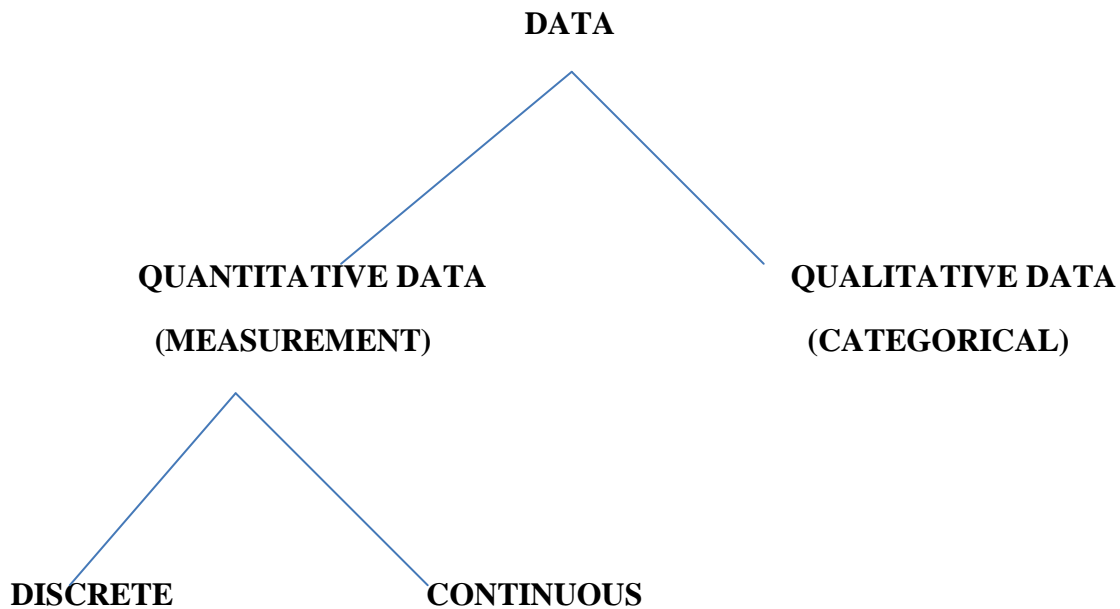 DATA
QUANTITATIVE DATA
(MEASUREMENT)
QUALITATIVE DATA
(CATEGORICAL)
DISCRETE
CONTINUOUS